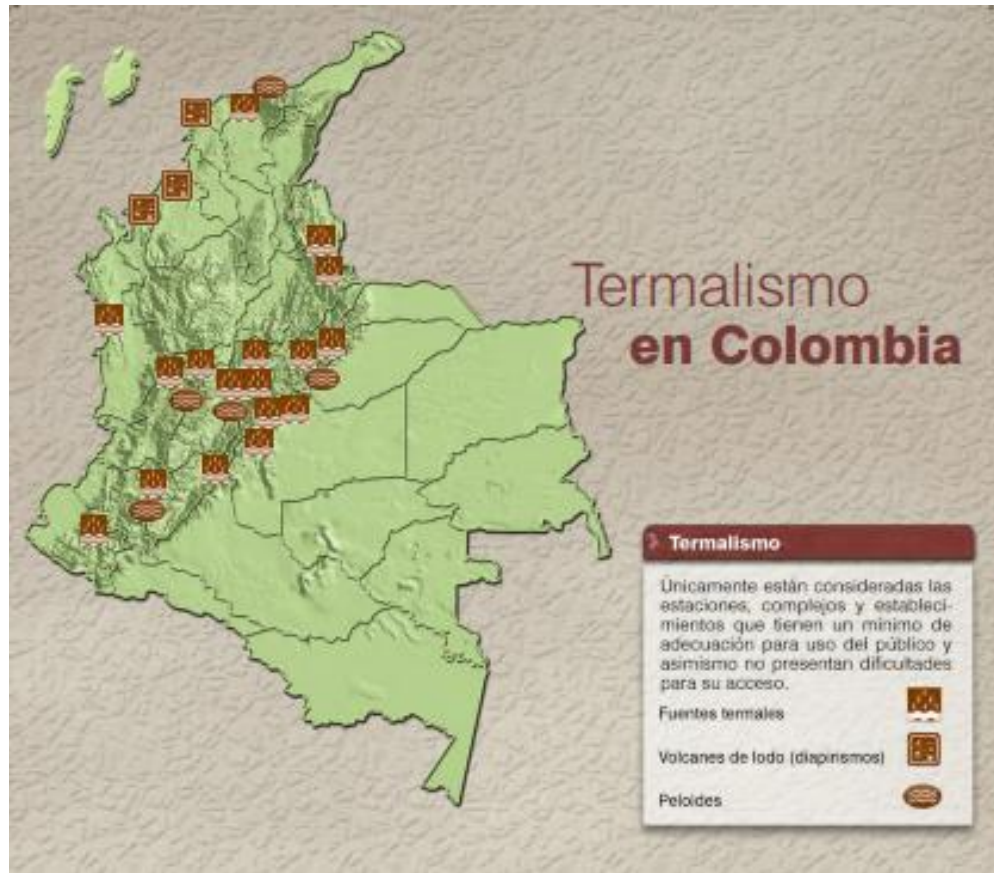 Termalismo
en Colombia
Termalismo
Únicamente están consideradas las
estaciones, complejos y estableci-
mientos que tienen un mínimo de
adecuación para uso del público y
asimismo no presentan dificultades
para su acceso.
Fuentes termales
Volcanes de lodo (diapirismos)
Peloides